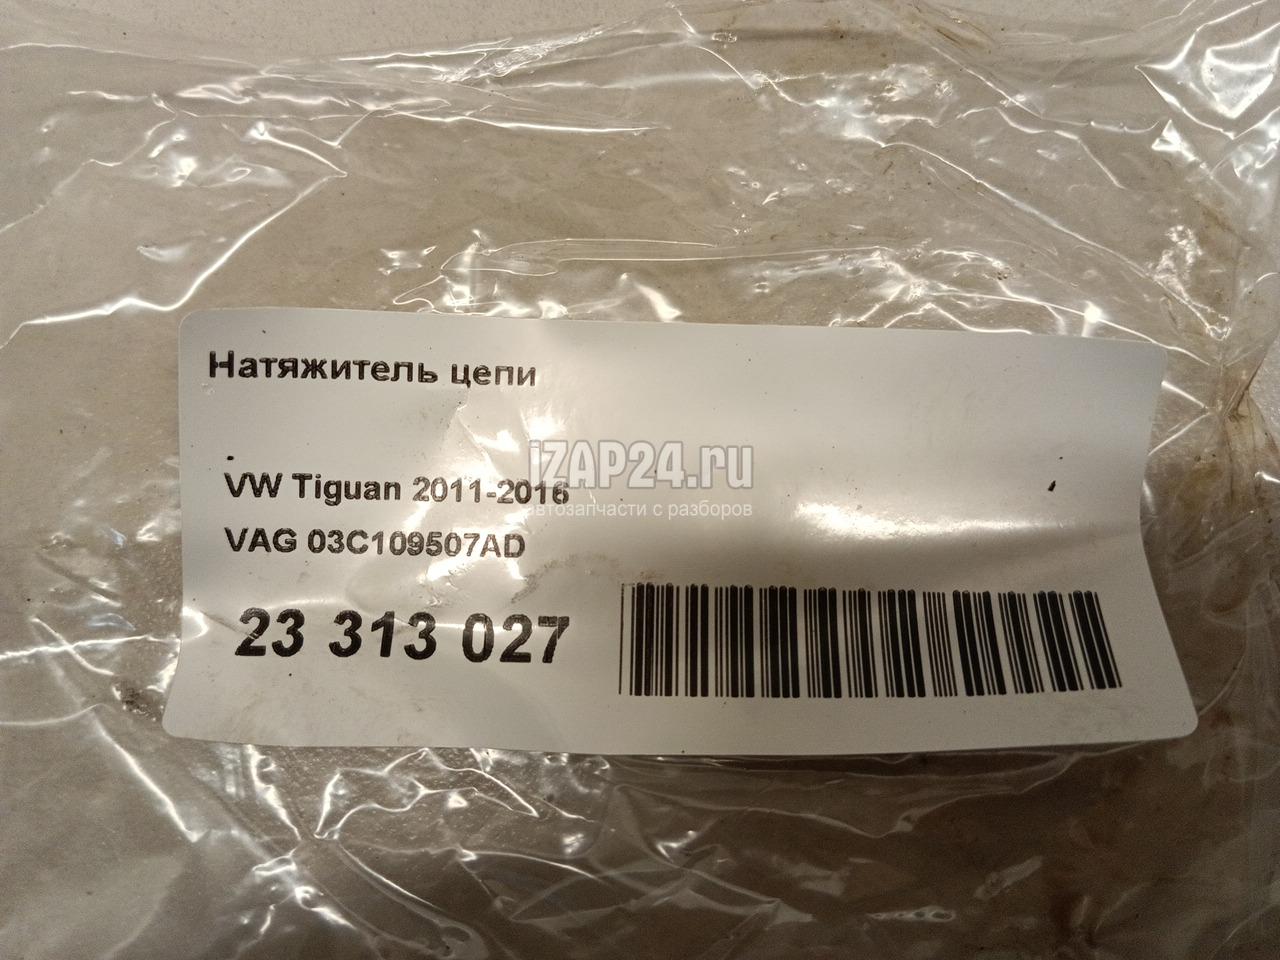 Натяжитель цепи
VW Tiguan 2011-2016
VAG 03C109507AD
23 313 027
iZAP24.ru
автозапчасти с разборов